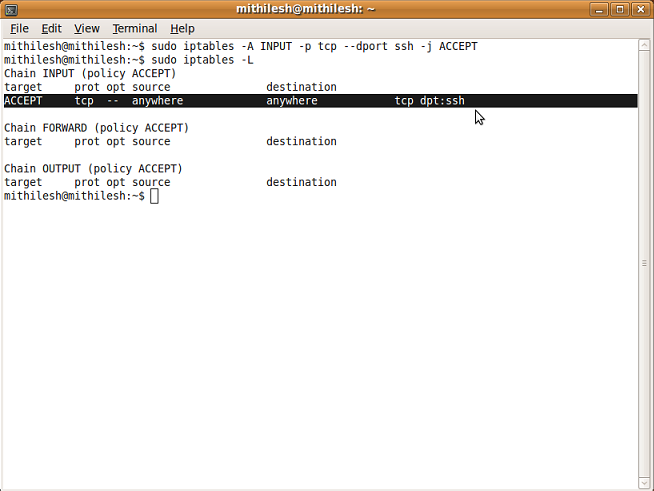 mithilesh@mithilesh: ~
File Edit View Terminal Help
mithilesh@mithilesh:~$ sudo iptables -A INPUT -p tcp --dport ssh -j ACCEPT
mithilesh@mithilesh:~$ sudo iptables -L
Chain INPUT (policy ACCEPT)
target     prot opt source               destination
ACCEPT     tcp  --  anywhere             anywhere            tcp dpt:ssh
Chain FORWARD (policy ACCEPT)
target     prot opt source               destination
Chain OUTPUT (policy ACCEPT)
target     prot opt source               destination
mithilesh@mithilesh:~$